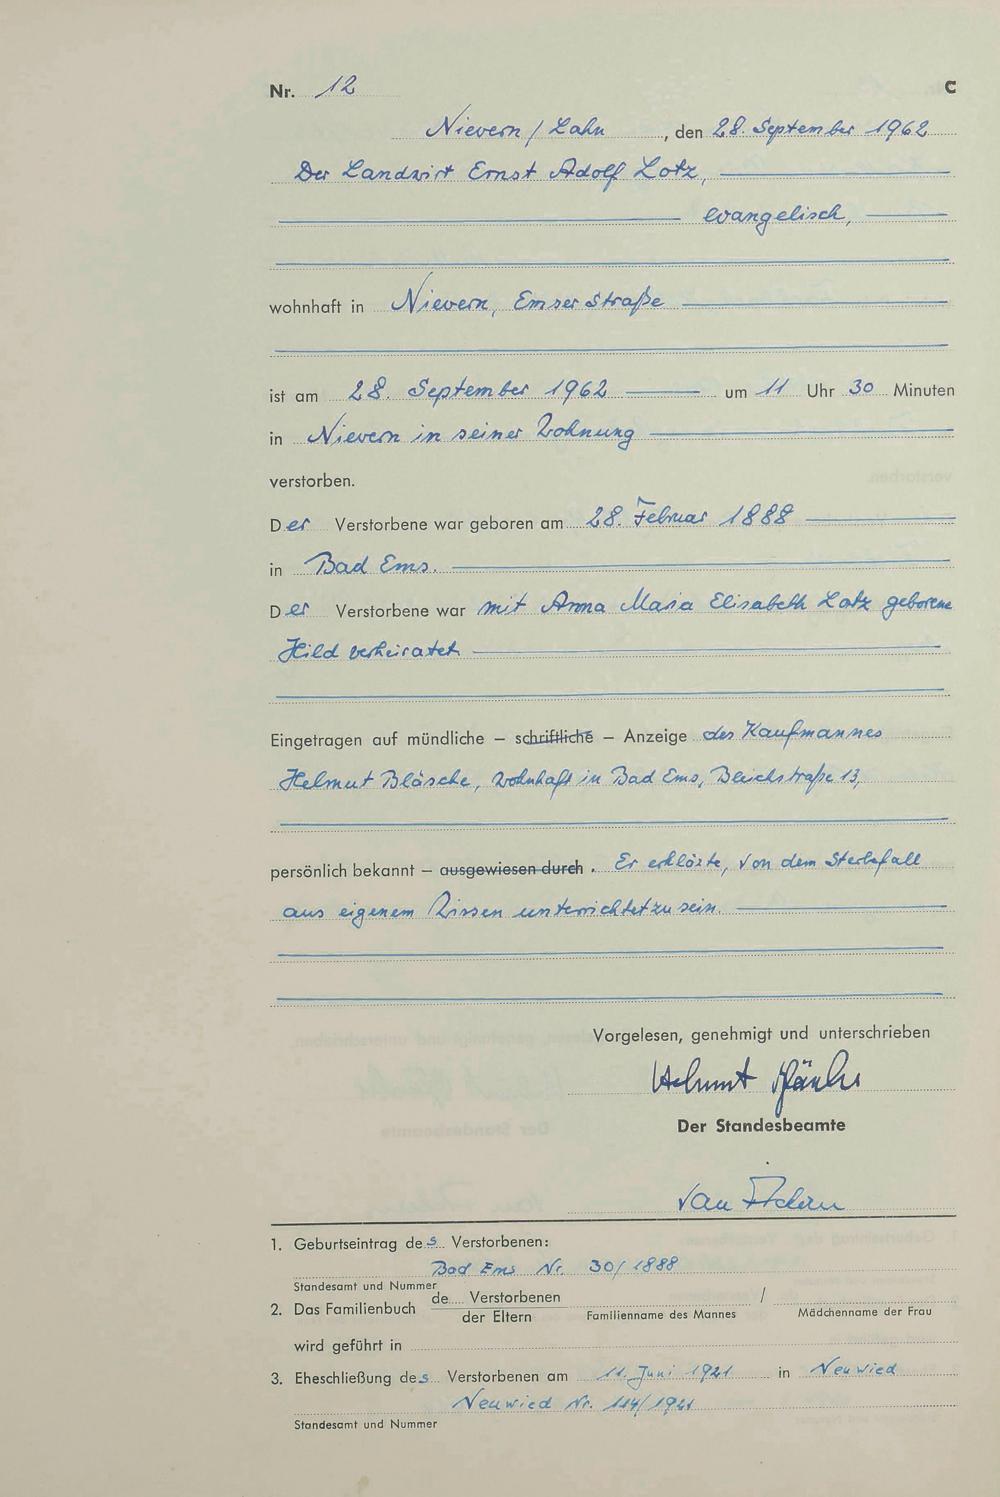 Nr. 12 C
Nievern / Lahn, den 28. September 1962
Der Landwirt Ernst Adolf Lotz,
evangelisch,
wohnhaft in Nievern, Emser Straße
ist am 28. September 1962 um 11 Uhr 30 Minuten
in Nievern in seiner Wohnung
verstorben.
Der Verstorbene war geboren am 28. Februar 1888
in Bad Ems.
Der Verstorbene war mit Anna Maria Elisabeth Lotz geborene
Hild verheiratet
Eingetragen auf mündliche – schriftliche – Anzeige des Kaufmannes
Helmut Bläsche, wohnhaft in Bad Ems, Bleichstraße 13,
persönlich bekannt – ausgewiesen durch . Er erklärte, von dem Sterbefall
aus eigenem Wissen unterrichtet zu sein.
Vorgelesen, genehmigt und unterschrieben
Helmut Bläsche
Der Standesbeamte
van
1. Geburtseintrag des Verstorbenen:
Bad Ems Nr. 30/1888
Standesamt und Nummer
2. Das Familienbuch de Verstorbenen /
der Eltern Familienname des Mannes Mädchenname der Frau
wird geführt in
3. Eheschließung des Verstorbenen am 11. Juni 1921 in Neuwied
Neuwied Nr. 114/1921
Standesamt und Nummer